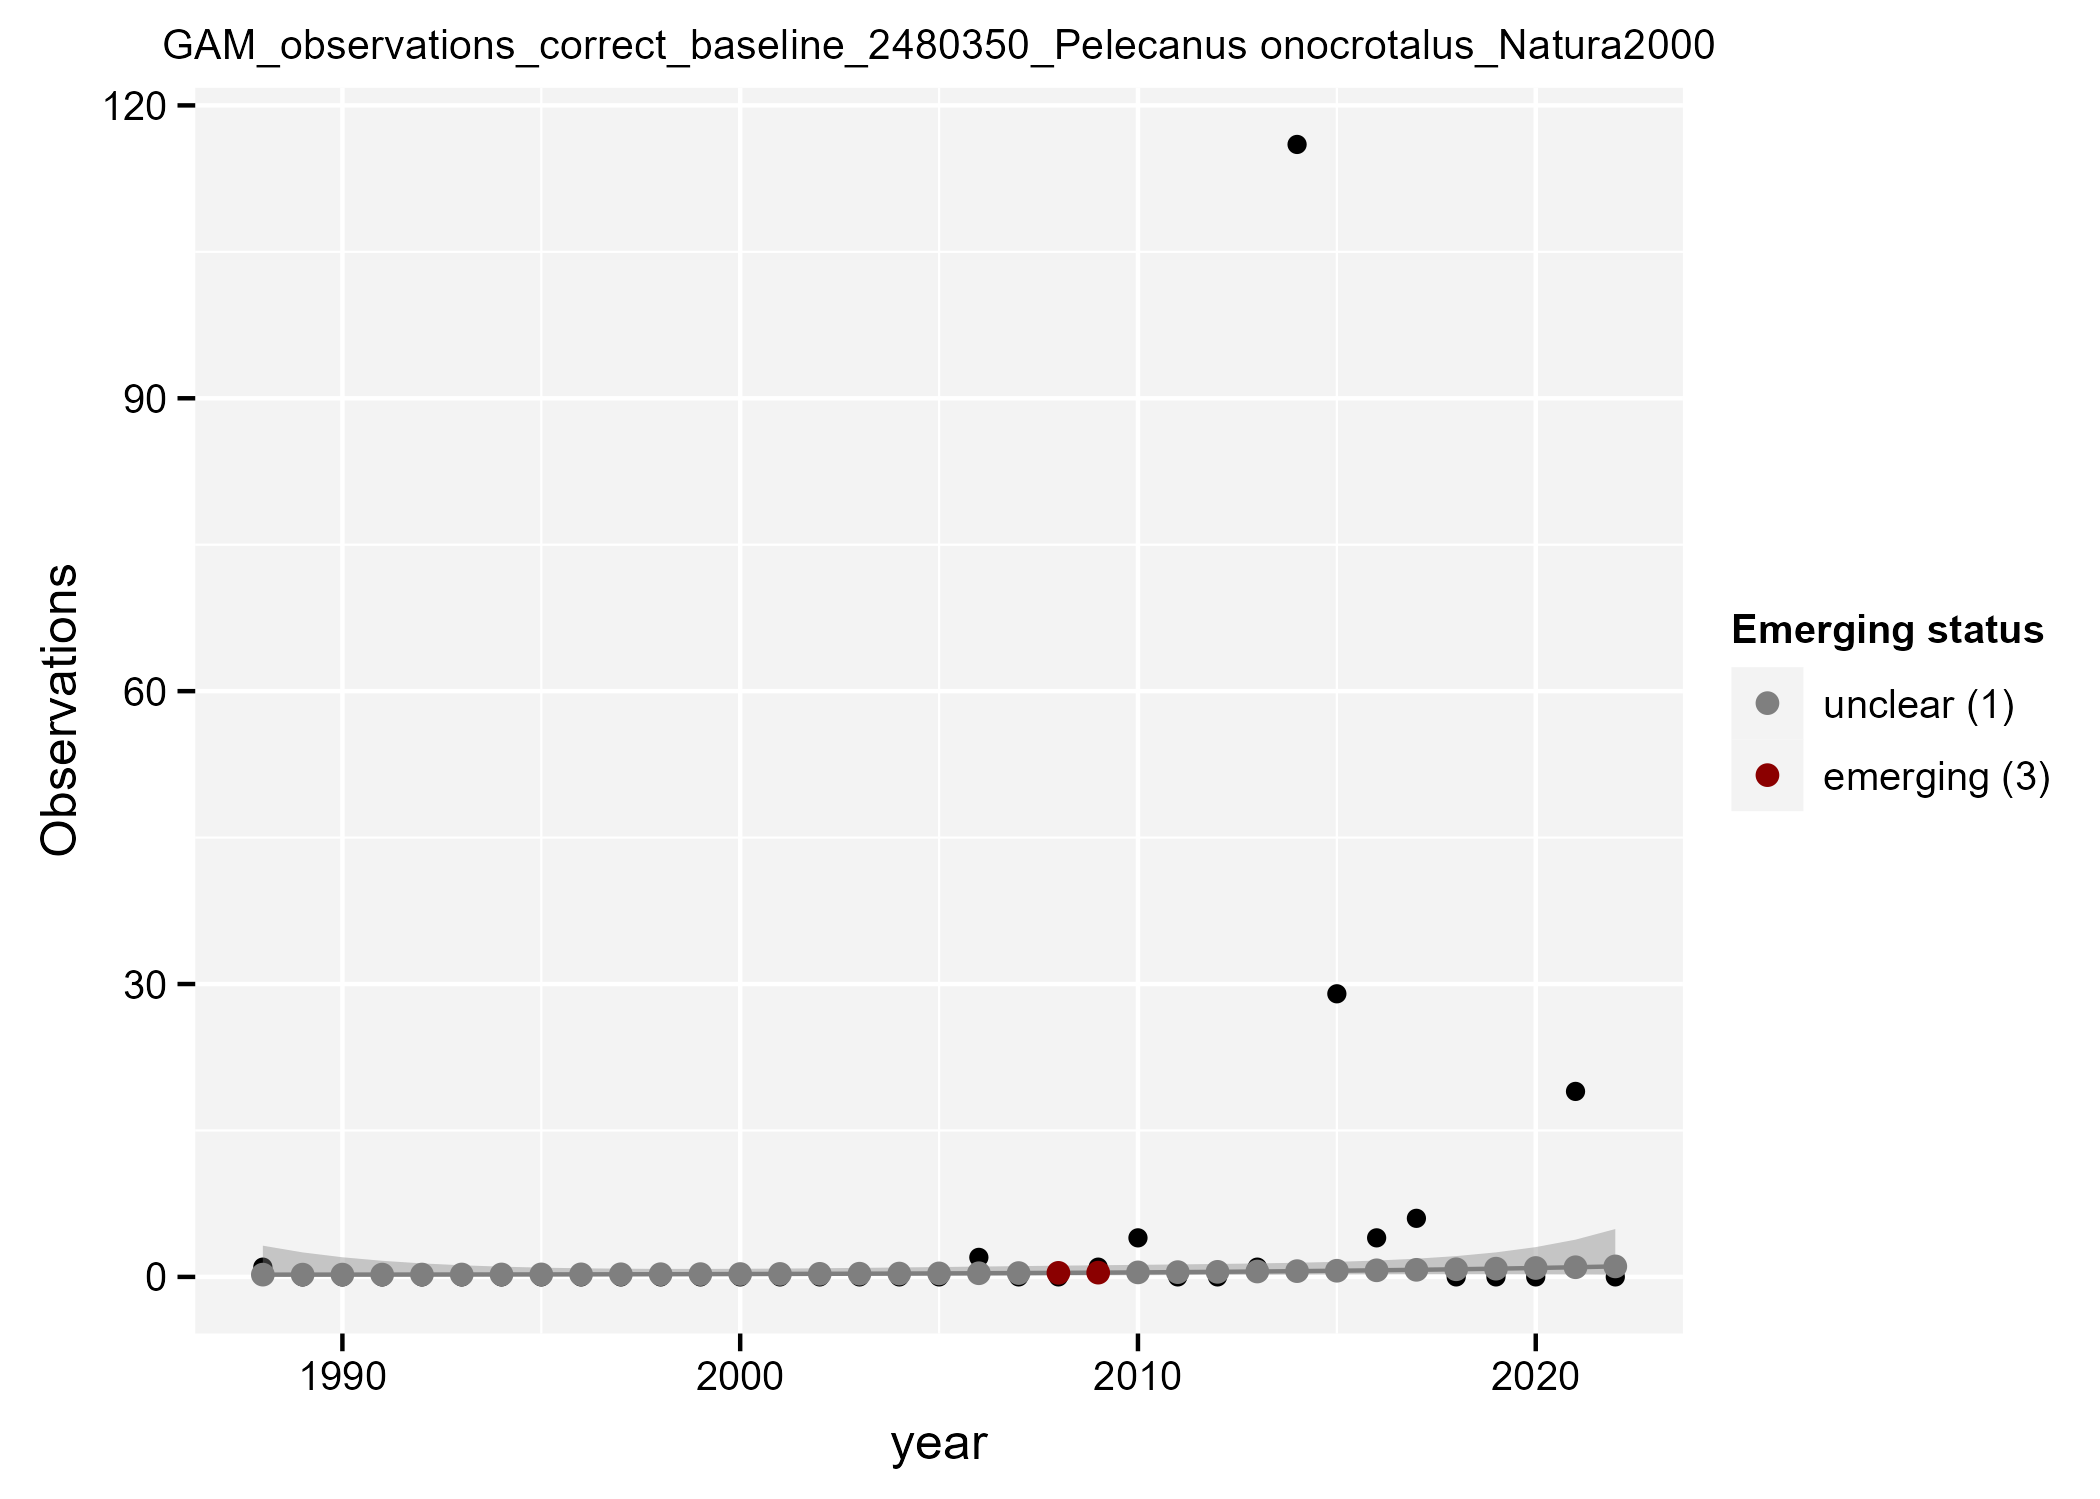 GAM_observations_correct_baseline_2480350_Pelecanus onocrotalus_Natura2000
120
90
60
30
0
Observations
1990
2000
2010
2020
year
Emerging status
unclear (1)
emerging (3)